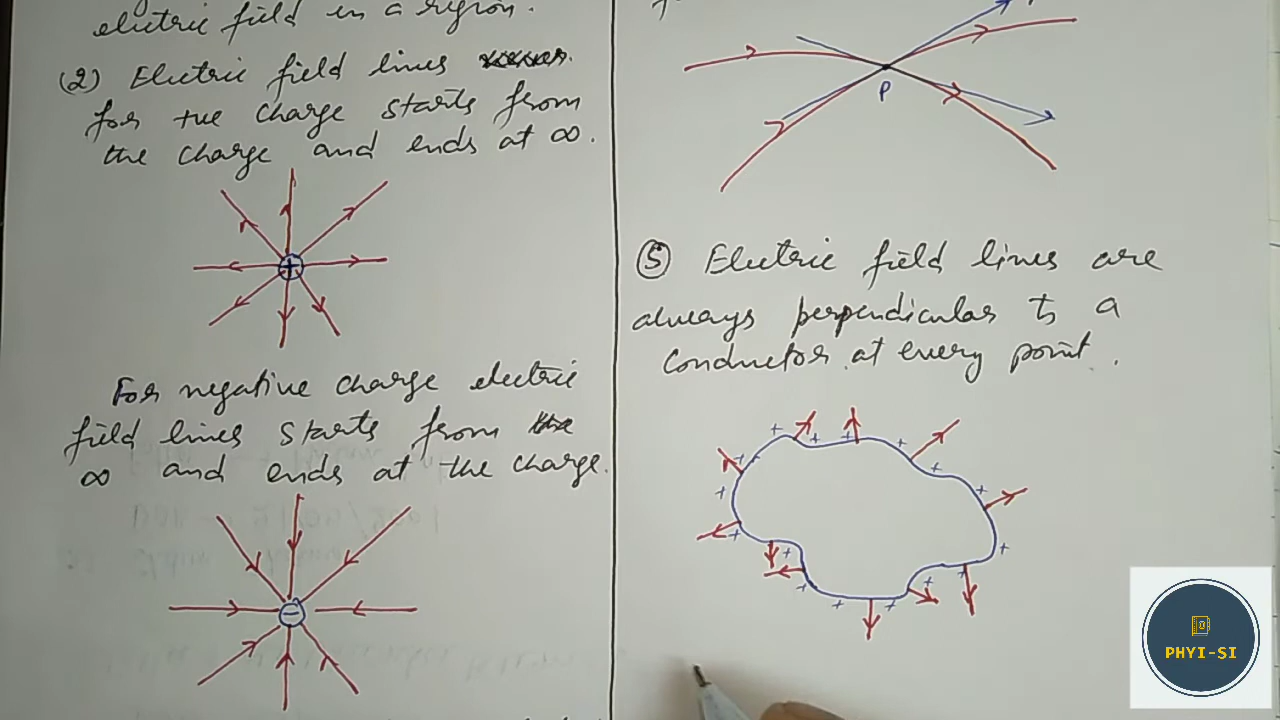 electric field in a region.
(2) Electric field lines
for +ve charge starts from
the charge and ends at ∞.
+
For negative charge electric
field lines starts from
∞ and ends at the charge.
−
P
⑤ Electric field lines are
always perpendicular to a
conductor at every point.
PHYI-SI